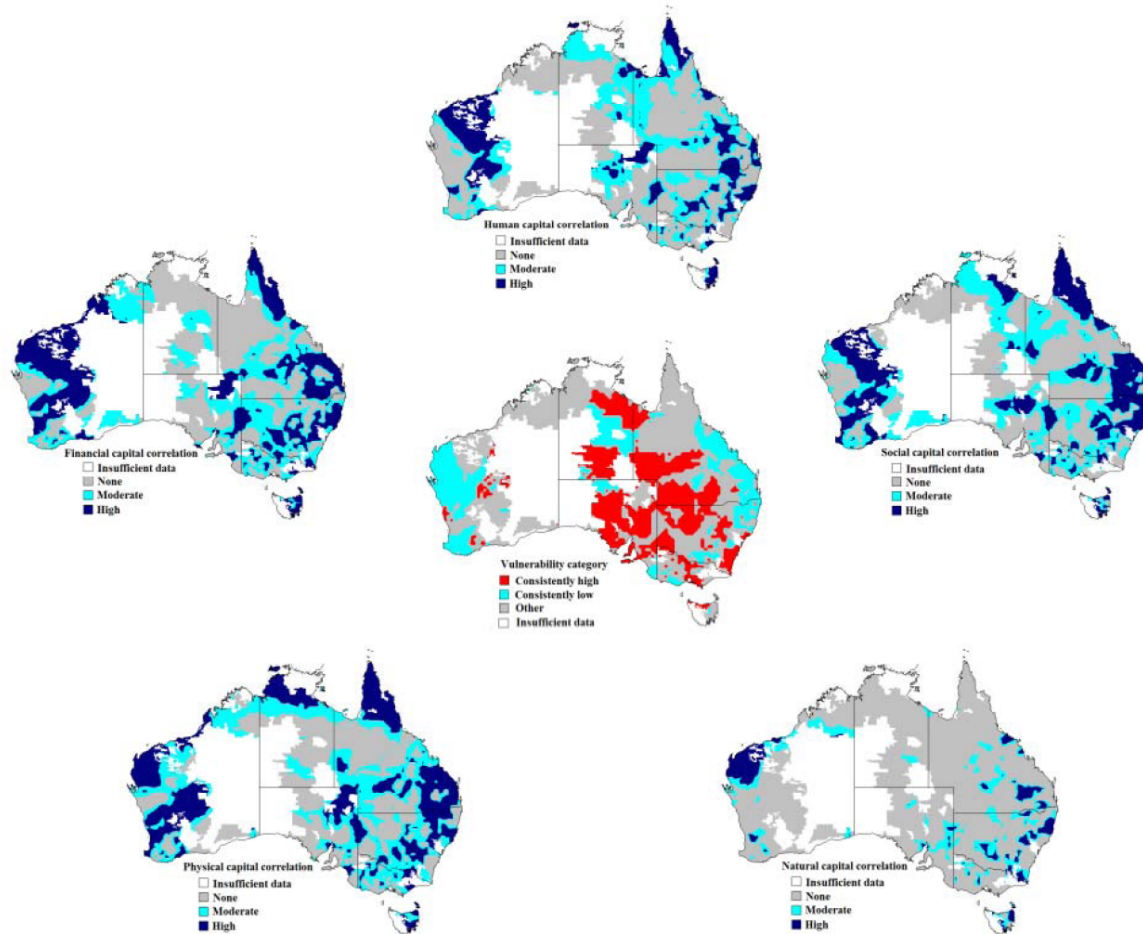 Human capital correlation
Insufficient data
None
Moderate
High
Financial capital correlation
Insufficient data
None
Moderate
High
Social capital correlation
Insufficient data
None
Moderate
High
Vulnerability category
Consistently high
Consistently low
Other
Insufficient data
Physical capital correlation
Insufficient data
None
Moderate
High
Natural capital correlation
Insufficient data
None
Moderate
High